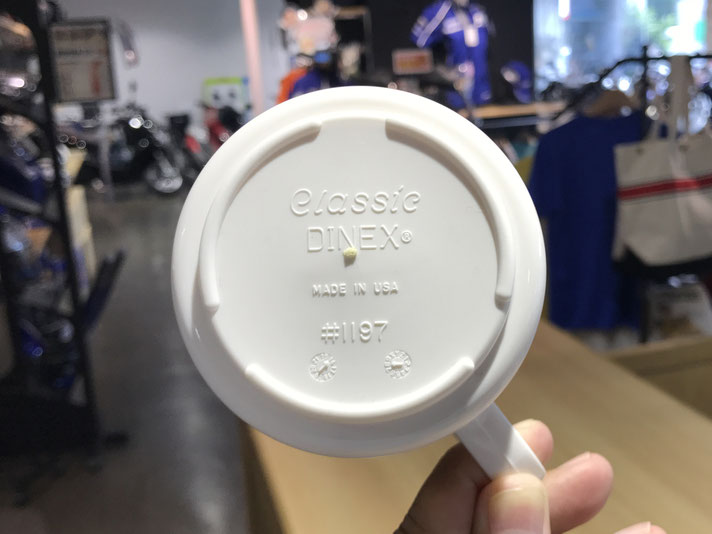 Classic
DINEX®
MADE IN USA
#1197